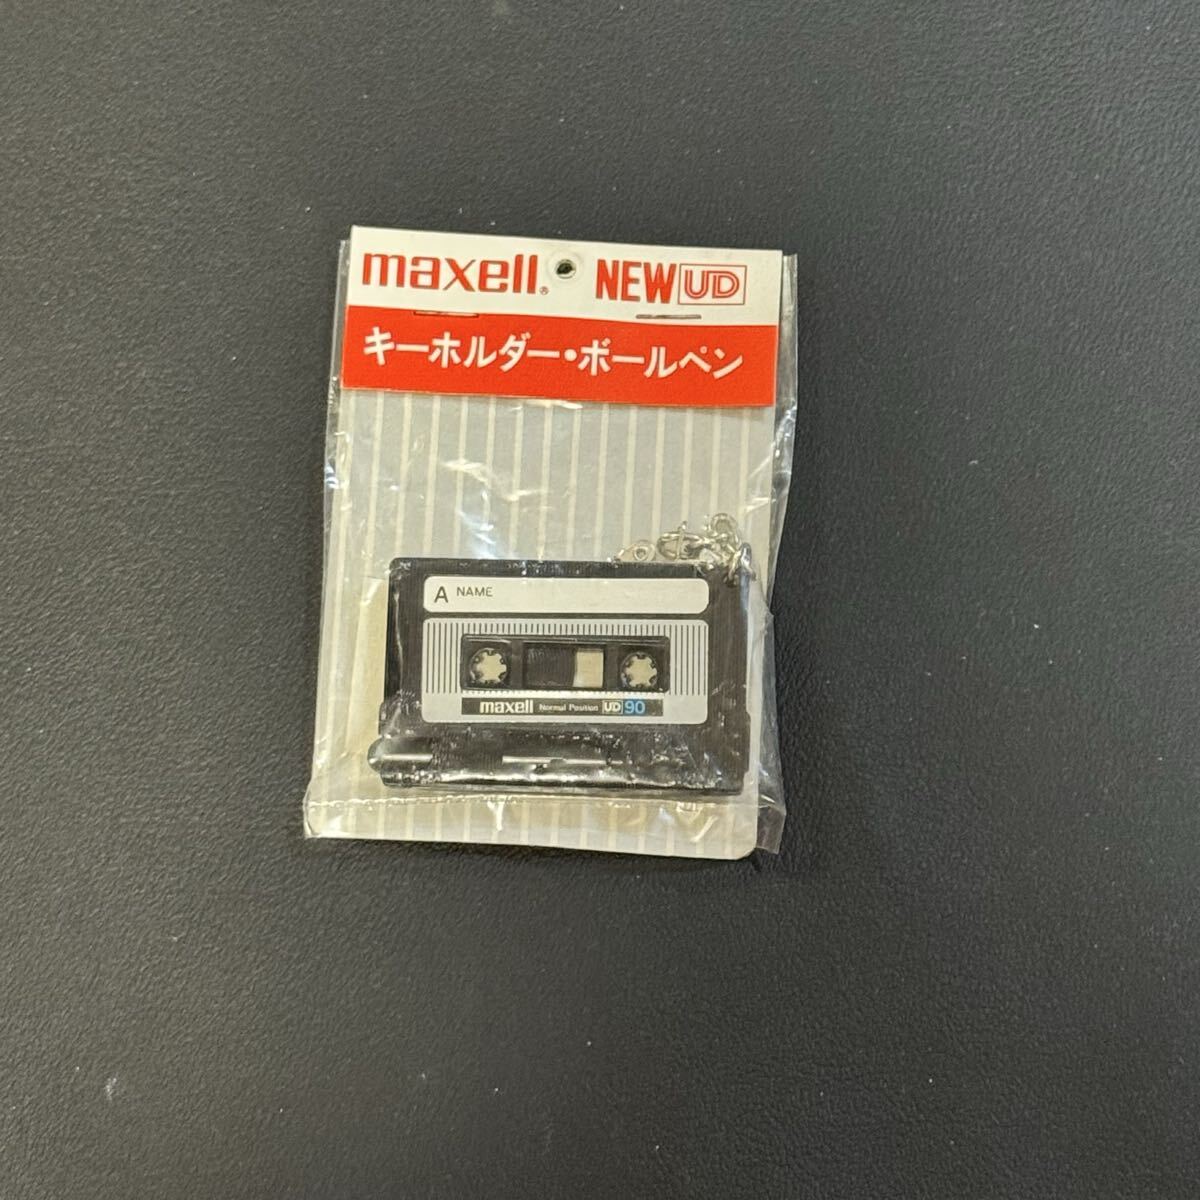 maxell® NEW UD
キーホルダー・ボールペン
A NAME
maxell Normal Position UD 90